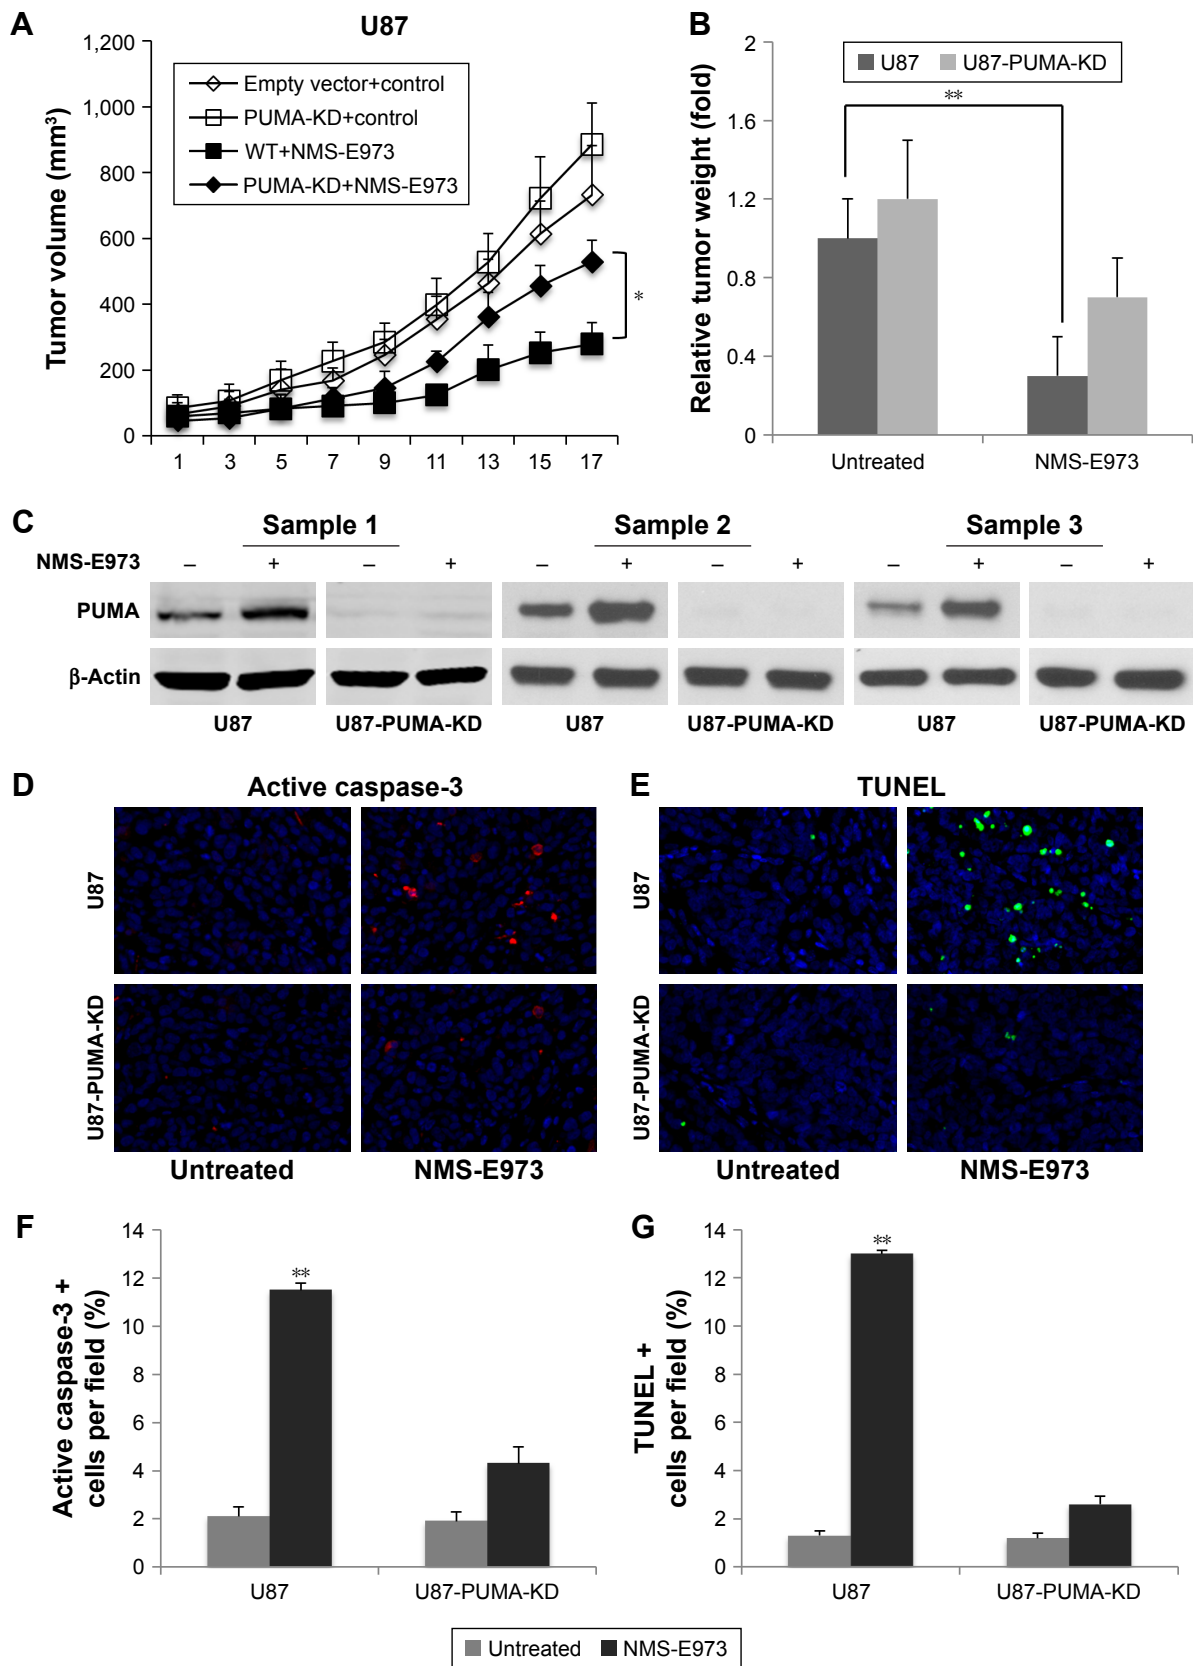 A
U87
Tumor volume (mm³)
1,200
1,000
800
600
400
200
0
Empty vector+control
PUMA-KD+control
WT+NMS-E973
PUMA-KD+NMS-E973
*
1 3 5 7 9 11 13 15 17
B
Relative tumor weight (fold)
2
1.6
1.2
0.8
0.4
0
U87 U87-PUMA-KD
**
Untreated NMS-E973
C
Sample 1 Sample 2 Sample 3
NMS-E973 – + – + – + – + – + – +
PUMA
β-Actin
U87 U87-PUMA-KD U87 U87-PUMA-KD U87 U87-PUMA-KD
D
Active caspase-3
U87
U87-PUMA-KD
Untreated NMS-E973
E
TUNEL
U87
U87-PUMA-KD
Untreated NMS-E973
F
Active caspase-3 +
cells per field (%)
14
12
10
8
6
4
2
0
**
U87 U87-PUMA-KD
G
TUNEL +
cells per field (%)
14
12
10
8
6
4
2
0
**
U87 U87-PUMA-KD
Untreated NMS-E973